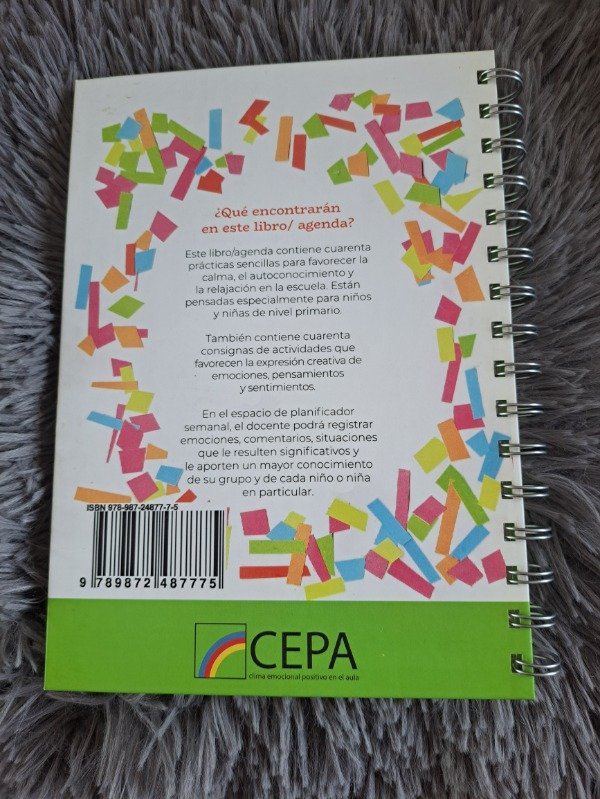 ¿Qué encontrarán
en este libro/ agenda?
Este libro/agenda contiene cuarenta
prácticas sencillas para favorecer la
calma, el autoconocimiento y
la relajación en la escuela. Están
pensadas especialmente para niños
y niñas de nivel primario.
También contiene cuarenta
consignas de actividades que
favorecen la expresión creativa de
emociones, pensamientos
y sentimientos.
En el espacio de planificador
semanal, el docente podrá registrar
emociones, comentarios, situaciones
que le resulten significativos y
le aporten un mayor conocimiento
de su grupo y de cada niño o niña
en particular.
ISBN 978-987-24877-7-5
9 789872 487775
CEPA
clima emocional positivo en el aula